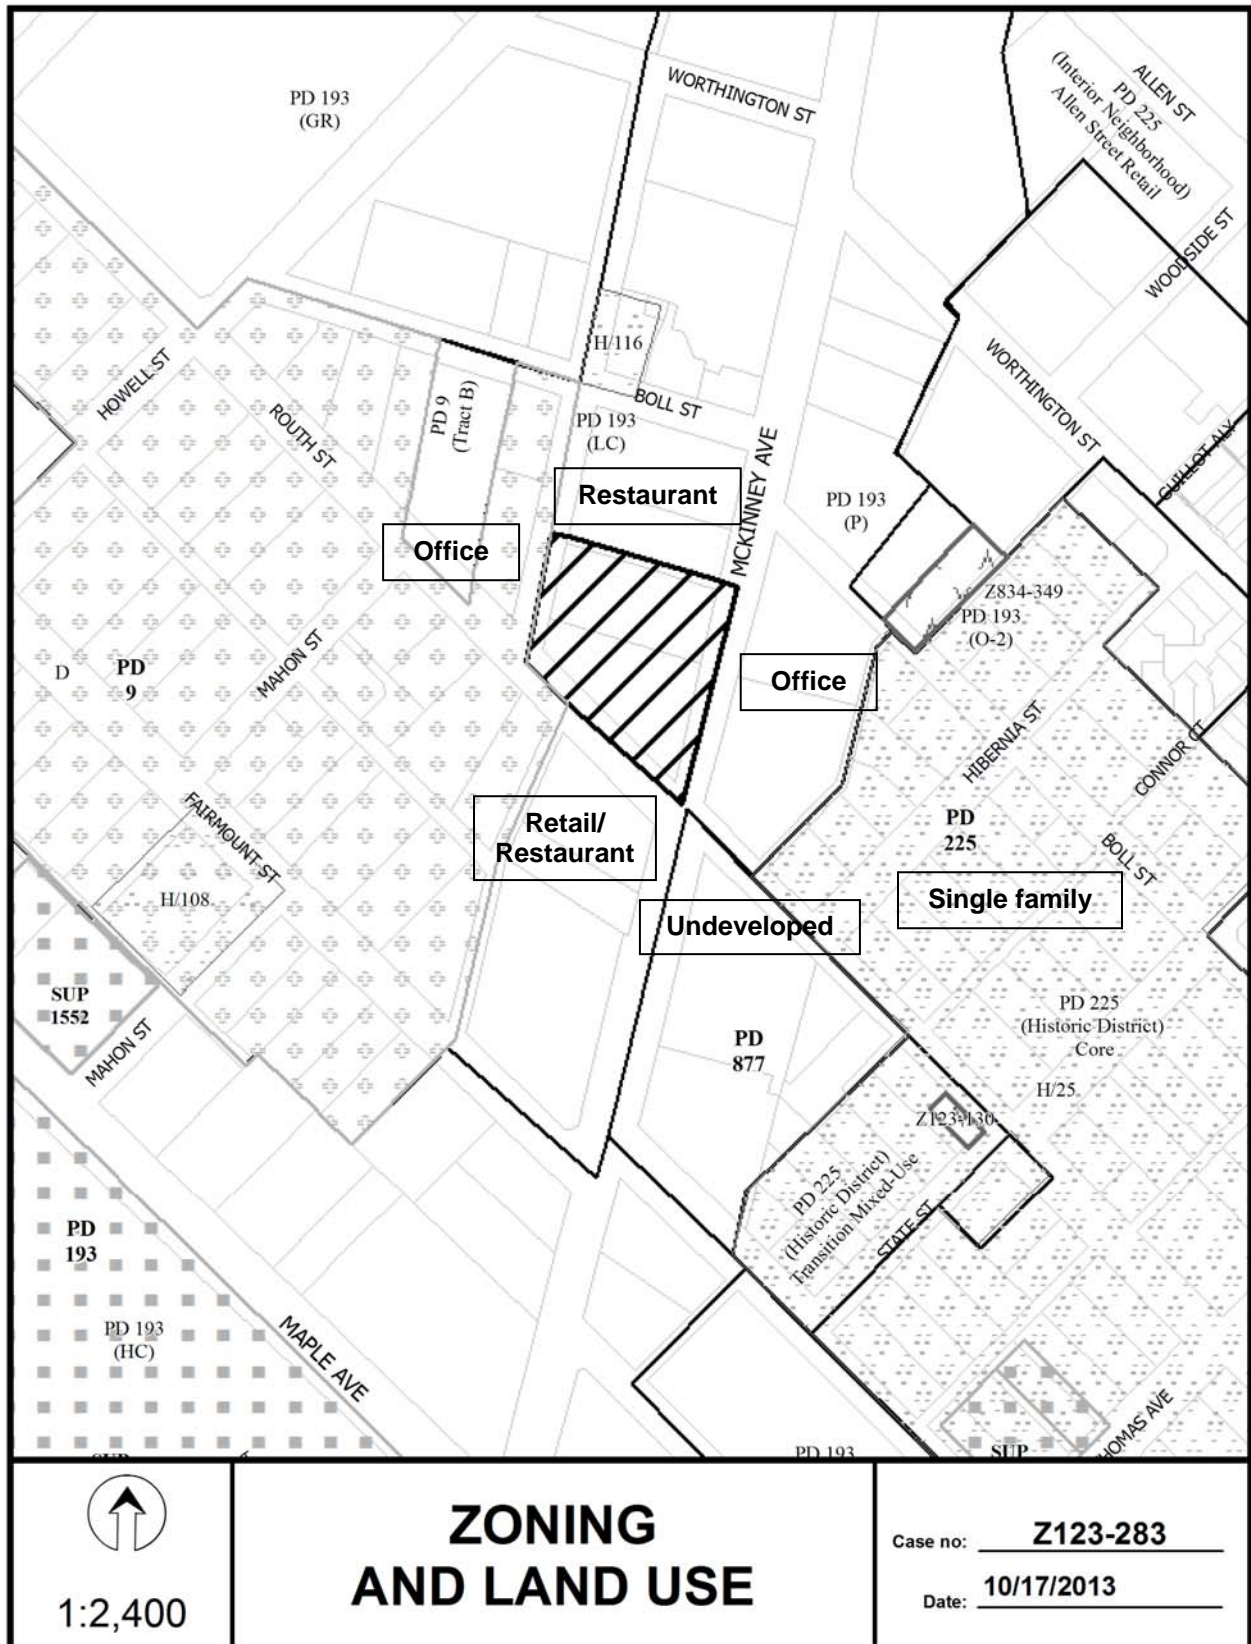 WORTHINGTON ST
ALLEN ST
PD 225
(Interior Neighborhood)
Allen Street Retail
PD 193
(GR)
WOODSIDE ST
H/116
BOLL ST
HOWELL ST
ROUTH ST
PD 9
(Tract B)
PD 193
(LC)
WORTHINGTON ST
GUILLOT ALY
MCKINNEY AVE
Restaurant
PD 193
(P)
Office
Z834-349
PD 193
(O-2)
MAHON ST
D
PD
9
Office
HIBERNIA ST
CONNOR CT
FAIRMOUNT ST
Retail/
Restaurant
PD
225
BOLL ST
H/108
Single family
Undeveloped
SUP
1552
MAHON ST
PD
877
PD 225
(Historic District)
Core
H/25
Z123-130
PD 225
(Historic District)
Transition Mixed-Use
STATE ST
PD
193
PD 193
(HC)
MAPLE AVE
THOMAS AVE
SUP
PD 193
SUP
1:2,400
ZONING
AND LAND USE
Case no: Z123-283
Date: 10/17/2013